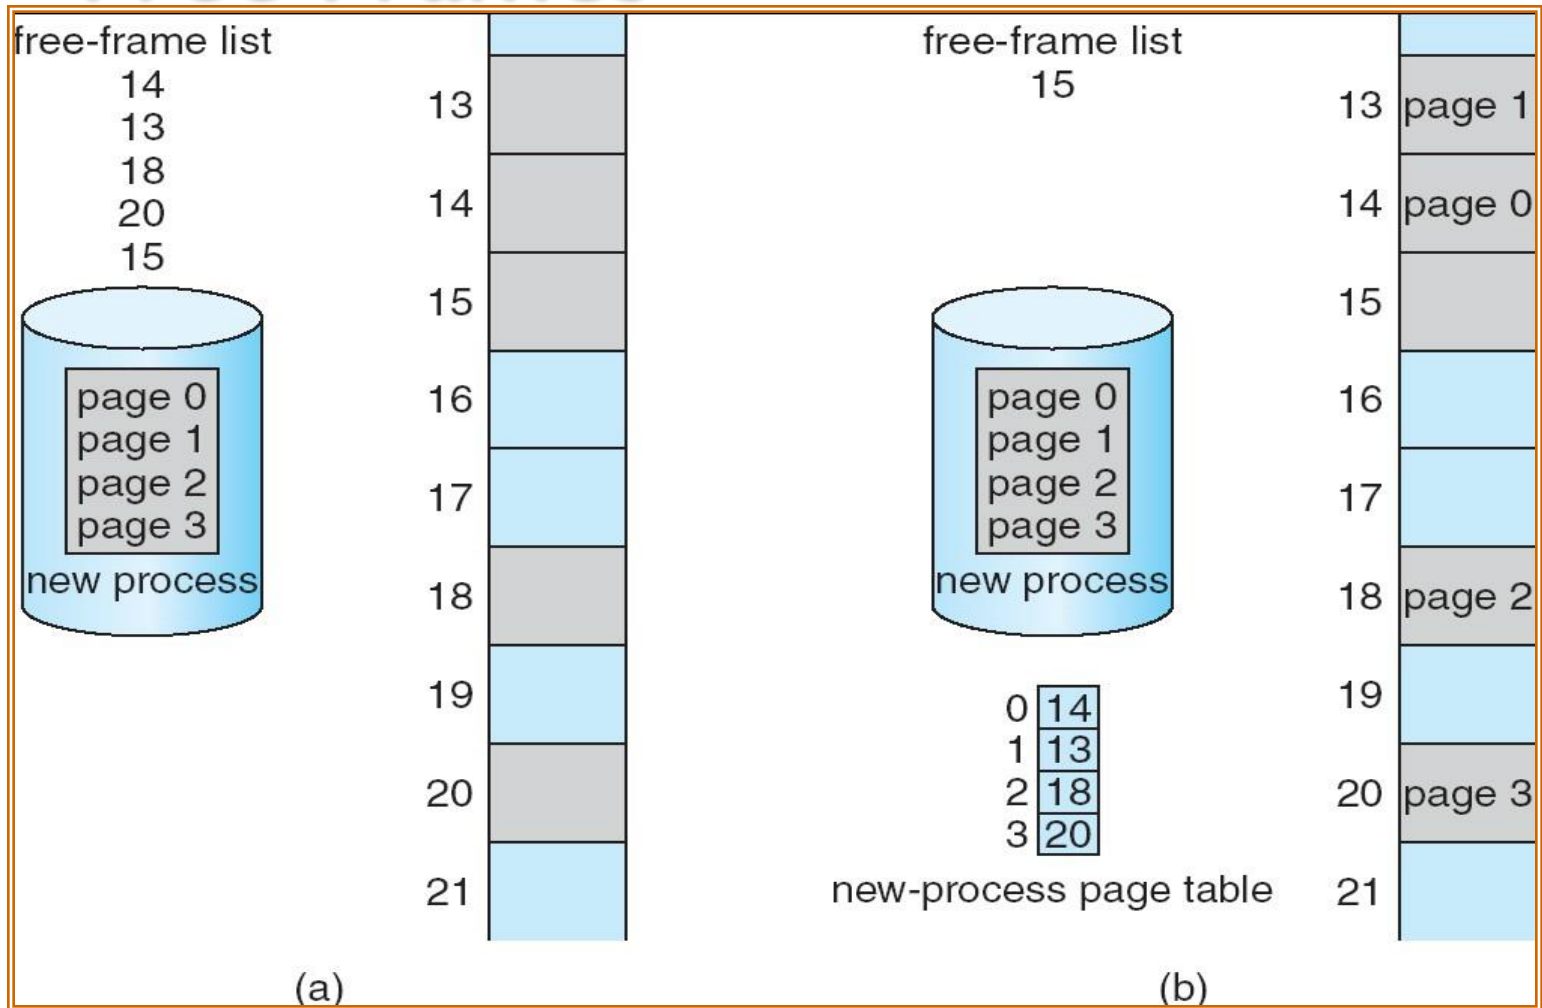 free-frame list
14
13
18
20
15
page 0
page 1
page 2
page 3
new process
13
14
15
16
17
18
19
20
21
(a)
free-frame list
15
page 0
page 1
page 2
page 3
new process
0 14
1 13
2 18
3 20
new-process page table
13 page 1
14 page 0
15
16
17
18 page 2
19
20 page 3
21
(b)